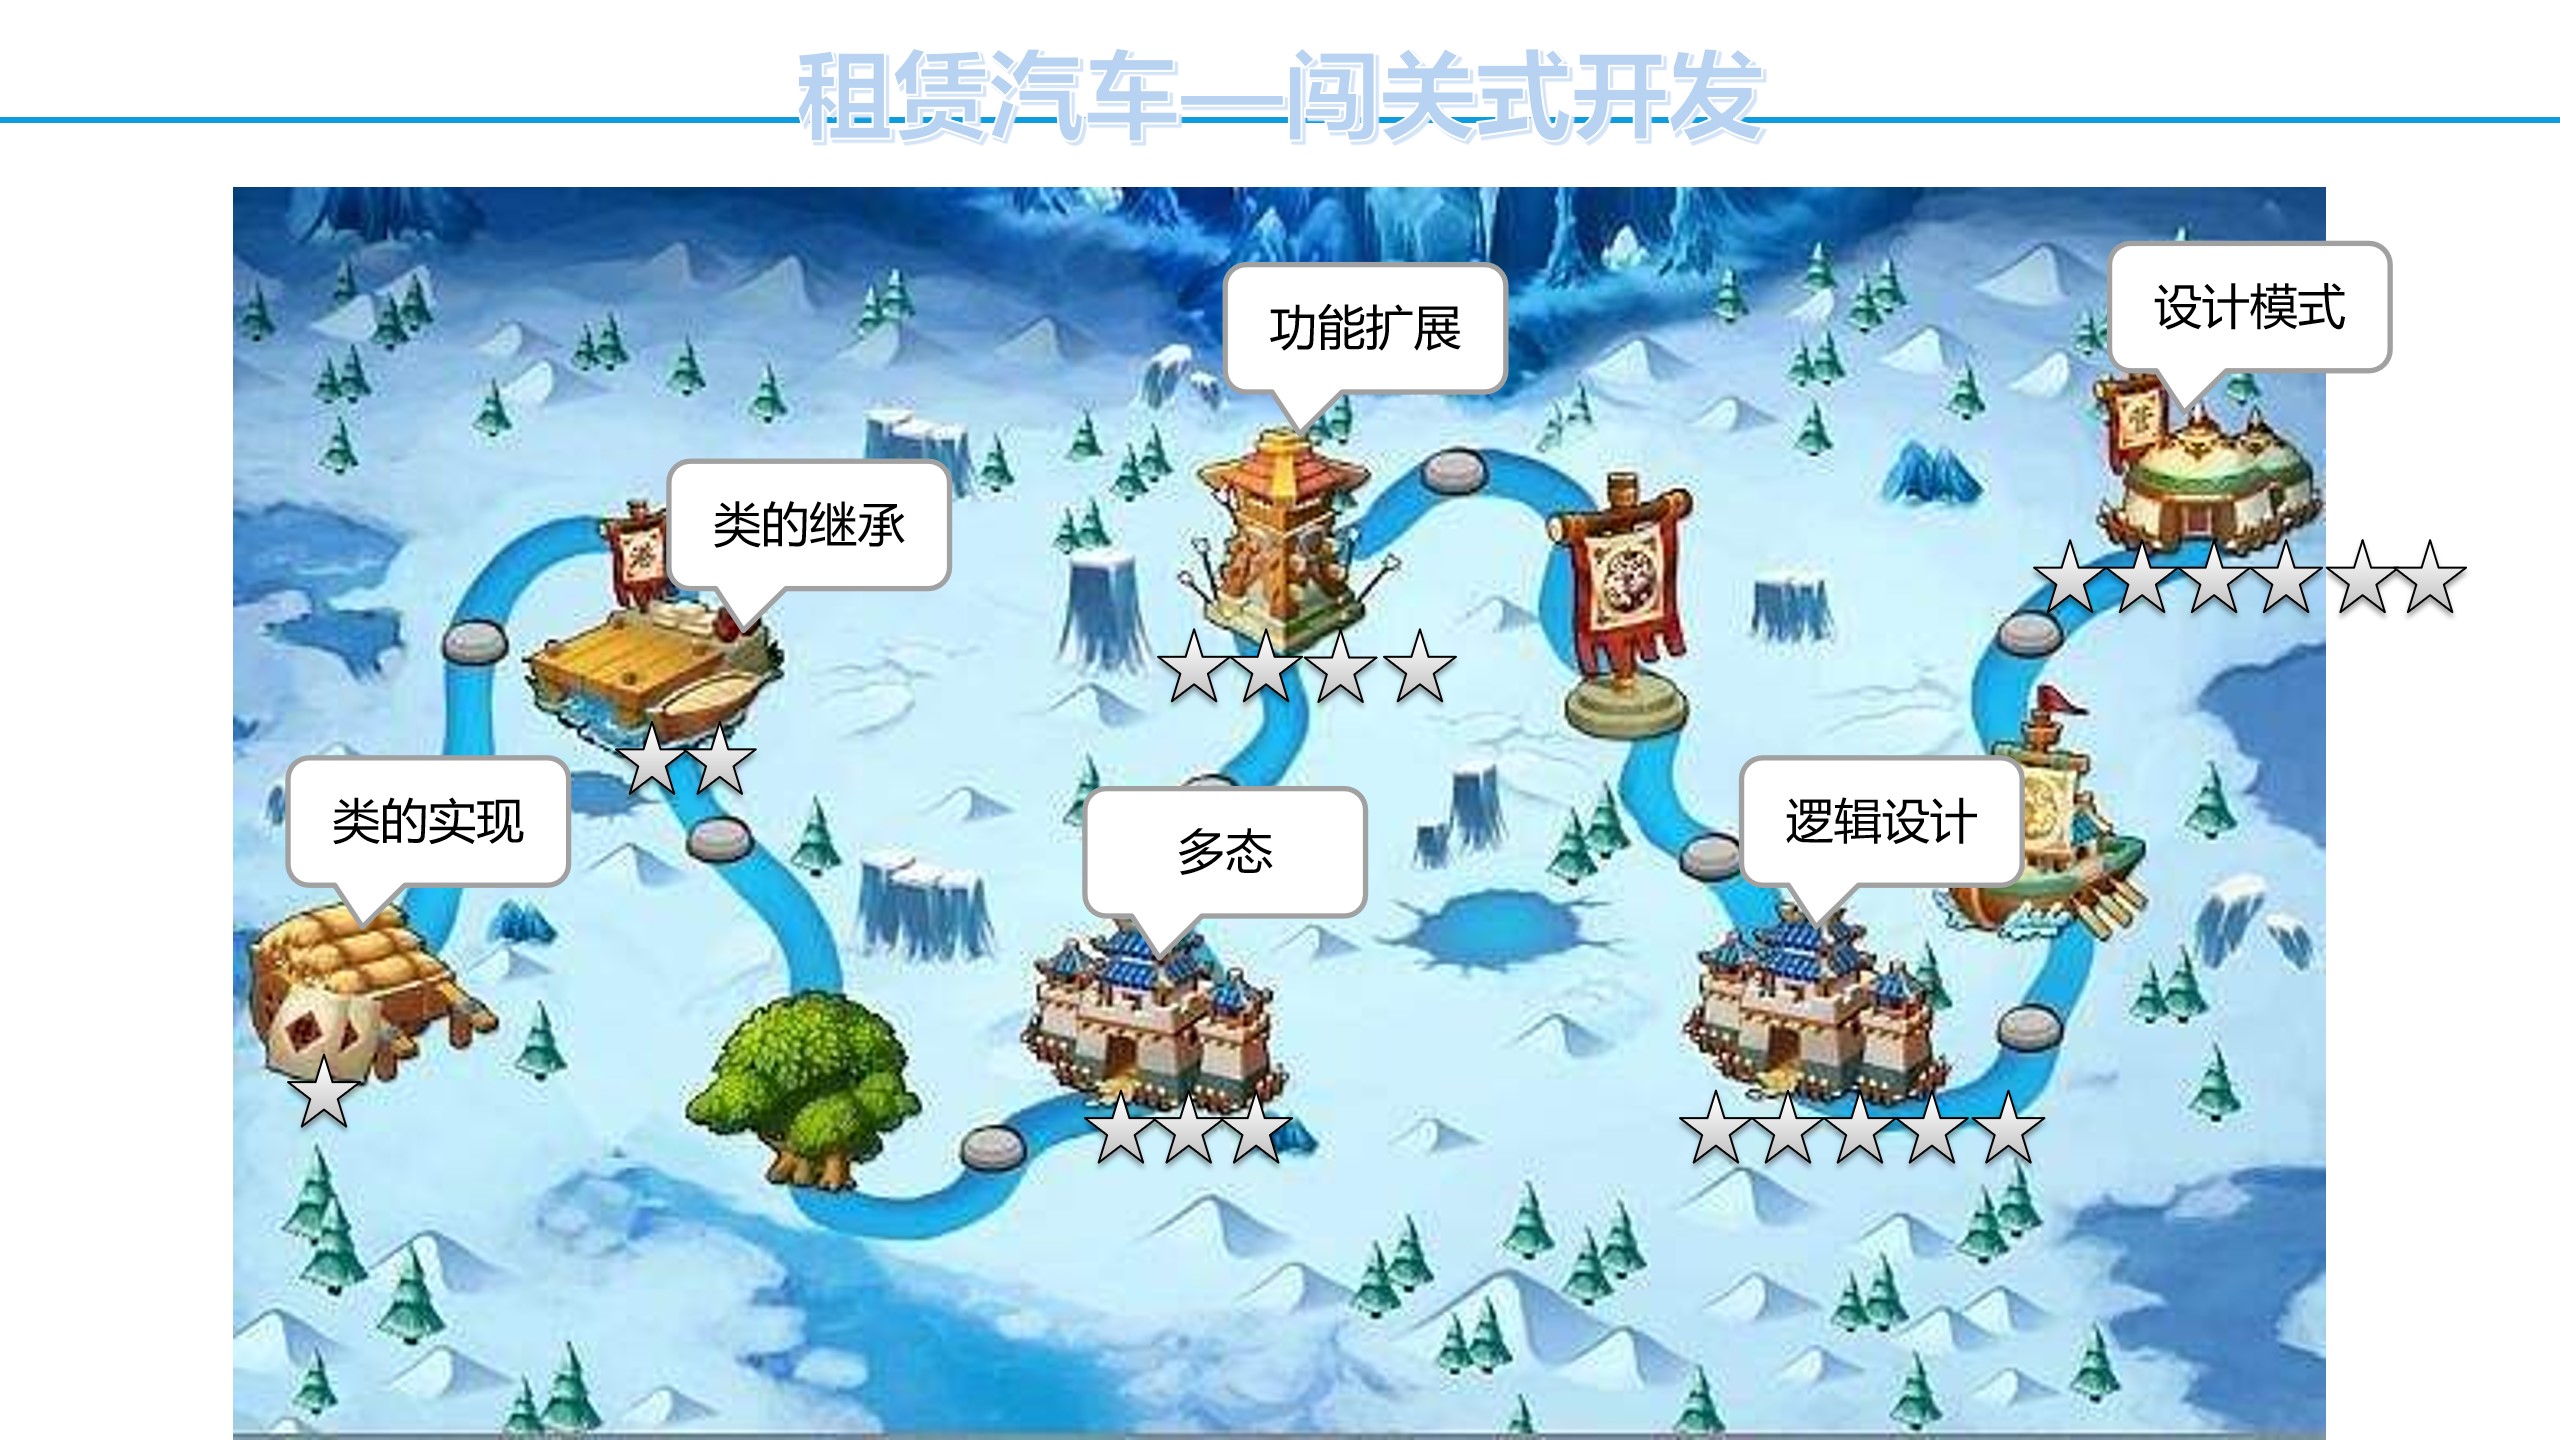 租赁汽车—闯关式开发
设计模式
功能扩展
类的继承
类的实现
多态
逻辑设计